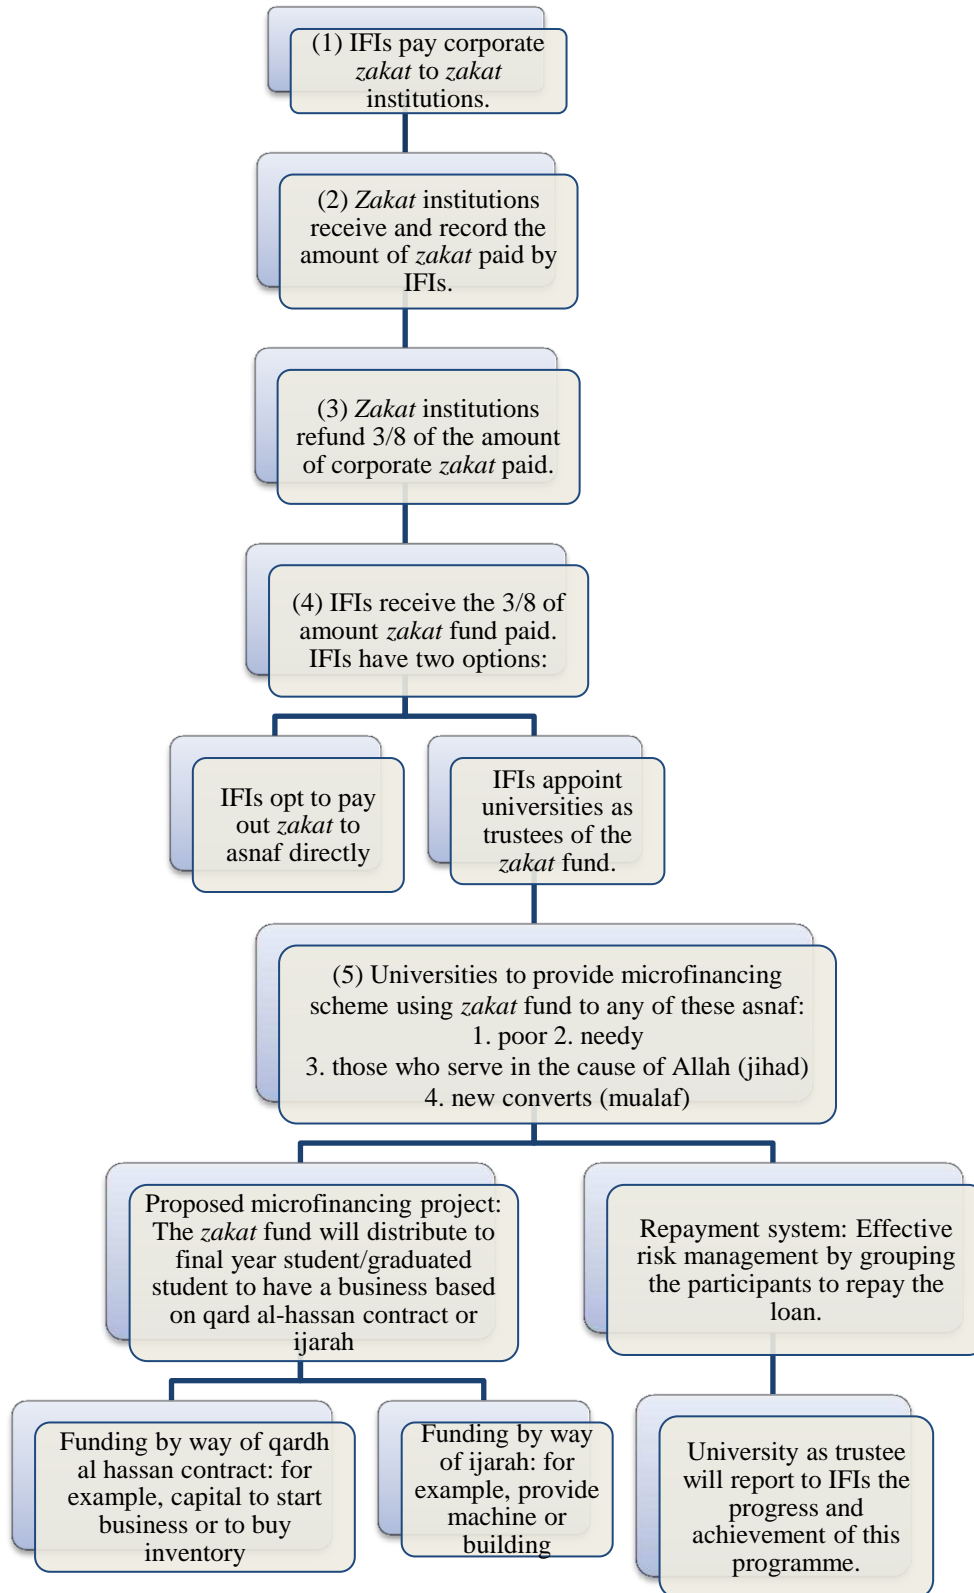 (1) IFIs pay corporate
zakat to zakat
institutions.
(2) Zakat institutions
receive and record the
amount of zakat paid by
IFIs.
(3) Zakat institutions
refund 3/8 of the amount
of corporate zakat paid.
(4) IFIs receive the 3/8 of
amount zakat fund paid.
IFIs have two options:
IFIs opt to pay
out zakat to
asnaf directly
IFIs appoint
universities as
trustees of the
zakat fund.
(5) Universities to provide microfinancing
scheme using zakat fund to any of these asnaf:
1. poor 2. needy
3. those who serve in the cause of Allah (jihad)
4. new converts (mualaf)
Proposed microfinancing project:
The zakat fund will distribute to
final year student/graduated
student to have a business based
on qard al-hassan contract or
ijarah
Repayment system: Effective
risk management by grouping
the participants to repay the
loan.
Funding by way of qardh
al hassan contract: for
example, capital to start
business or to buy
inventory
Funding by way
of ijarah: for
example, provide
machine or
building
University as trustee
will report to IFIs the
progress and
achievement of this
programme.